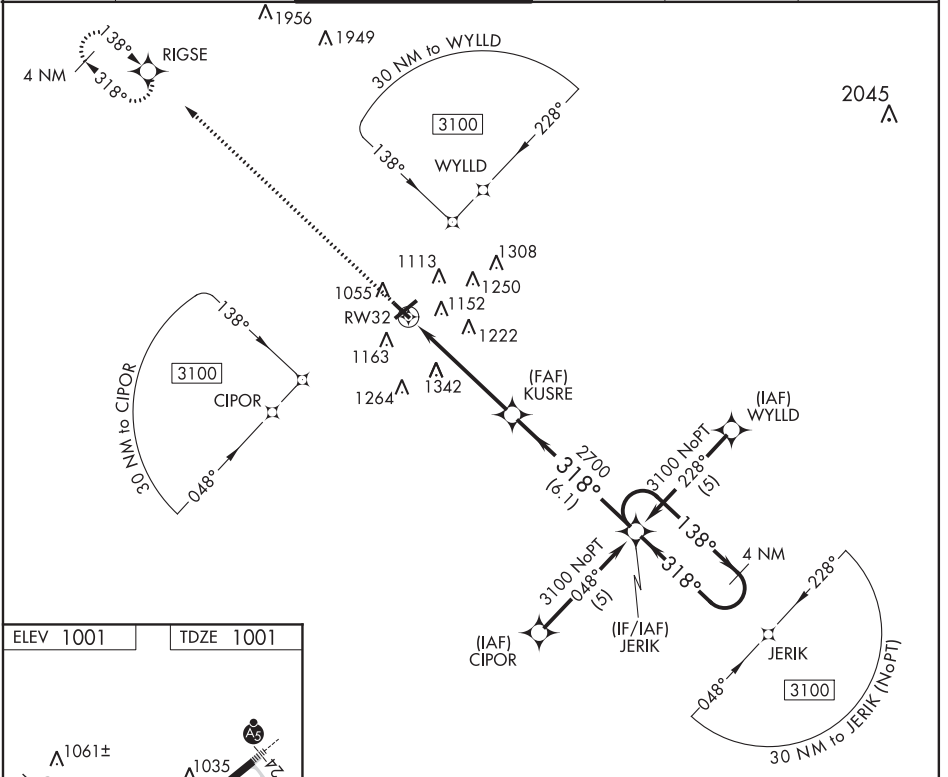 1956
1949
138°
RIGSE
4 NM
318°
30 NM to WYLLD
3100
228°
138°
WYLLD
2045
1113
1308
1250
1055
1152
RW32
1222
1163
1264
1342
138°
3100
CIPOR
30 NM to CIPOR
048°
(FAF)
KUSRE
(IAF)
WYLLD
2700
318°
(6.1)
3100 NoPT
228°
(5)
138°
4 NM
318°
3100 NoPT
048°
(5)
(IF/IAF)
JERIK
(IAF)
CIPOR
228°
JERIK
048°
3100
30 NM to JERIK (NoPT)
ELEV 1001
TDZE 1001
A5
1061±
1035
24